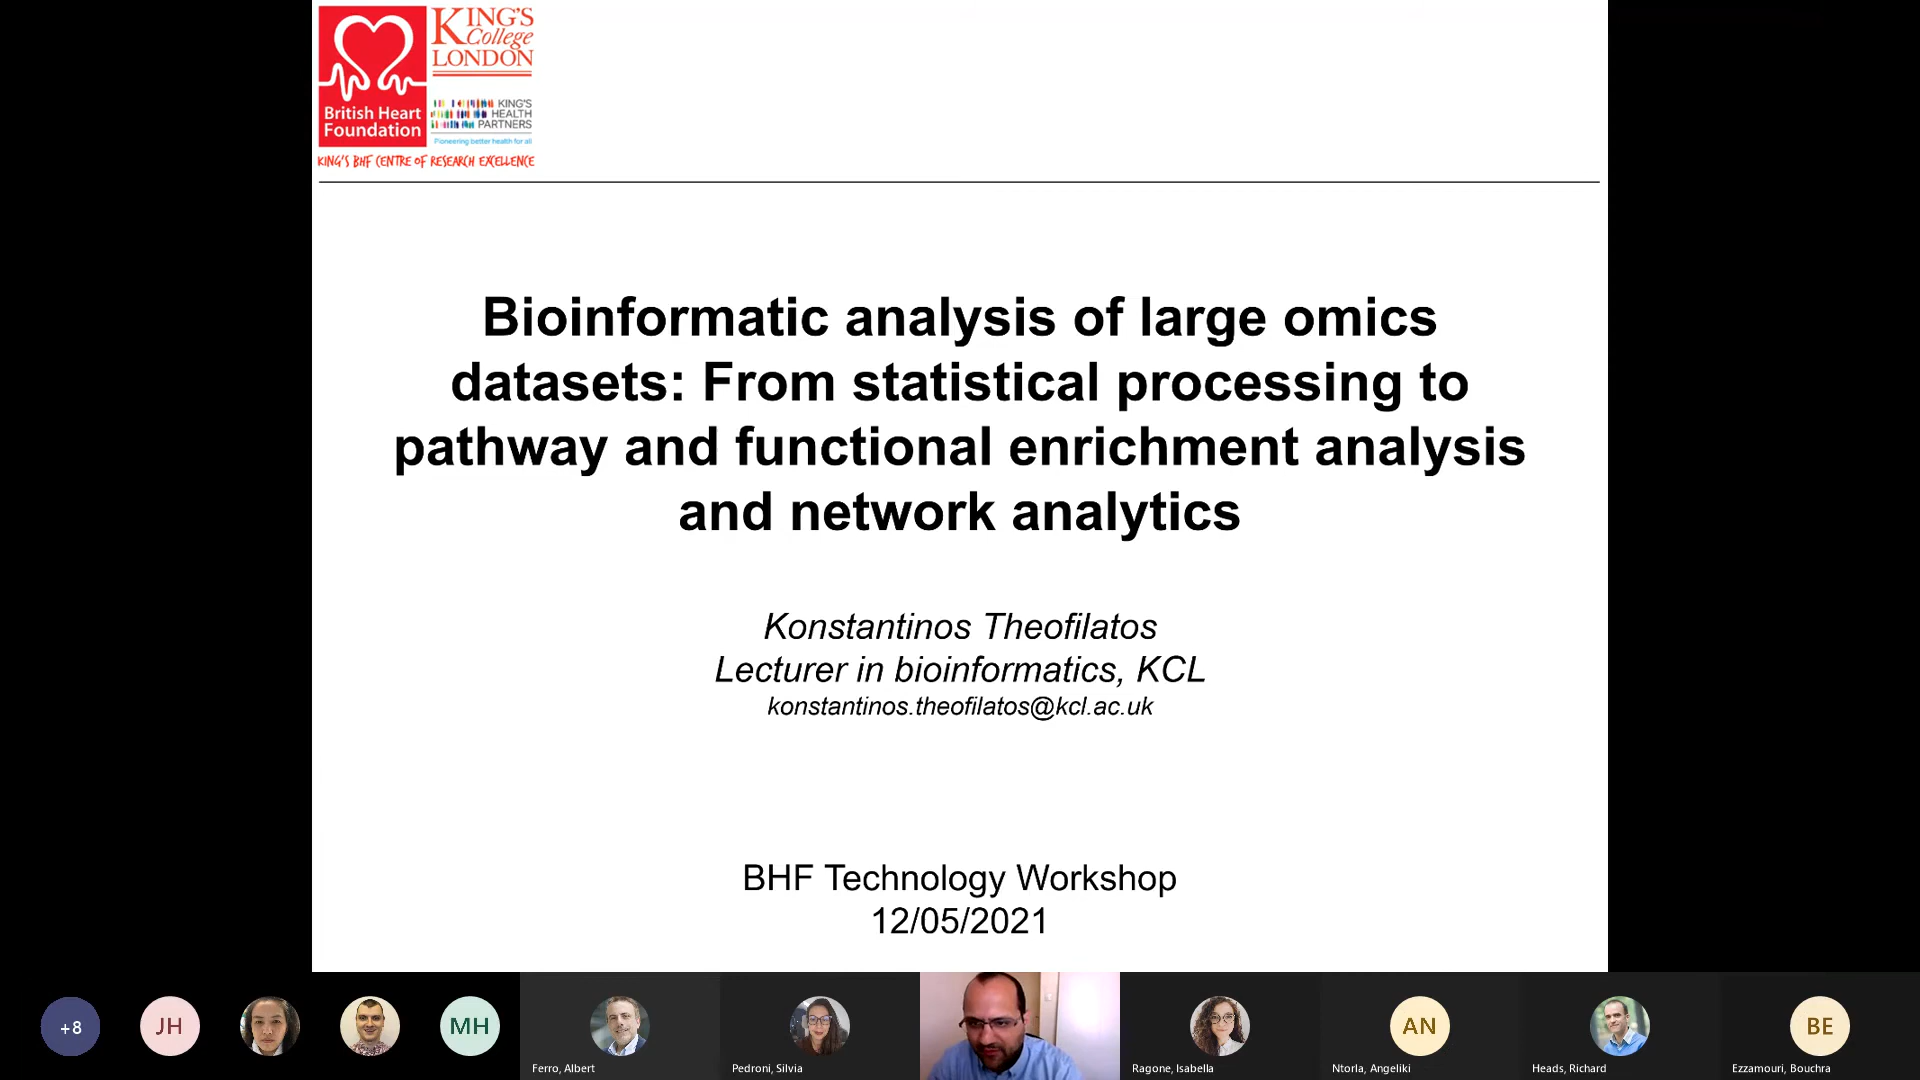 KING'S
College
LONDON
British Heart
Foundation
KING'S
HEALTH
PARTNERS
Pioneering better health for all
KING'S BHF CENTRE OF RESEARCH EXCELLENCE
Bioinformatic analysis of large omics
datasets: From statistical processing to
pathway and functional enrichment analysis
and network analytics
Konstantinos Theofilatos
Lecturer in bioinformatics, KCL
konstantinos.theofilatos@kcl.ac.uk
BHF Technology Workshop
12/05/2021
+8
JH
MH
AN
BE
Ferro, Albert
Pedroni, Silvia
Ragone, Isabella
Ntorla, Angeliki
Heads, Richard
Ezzamouri, Bouchra